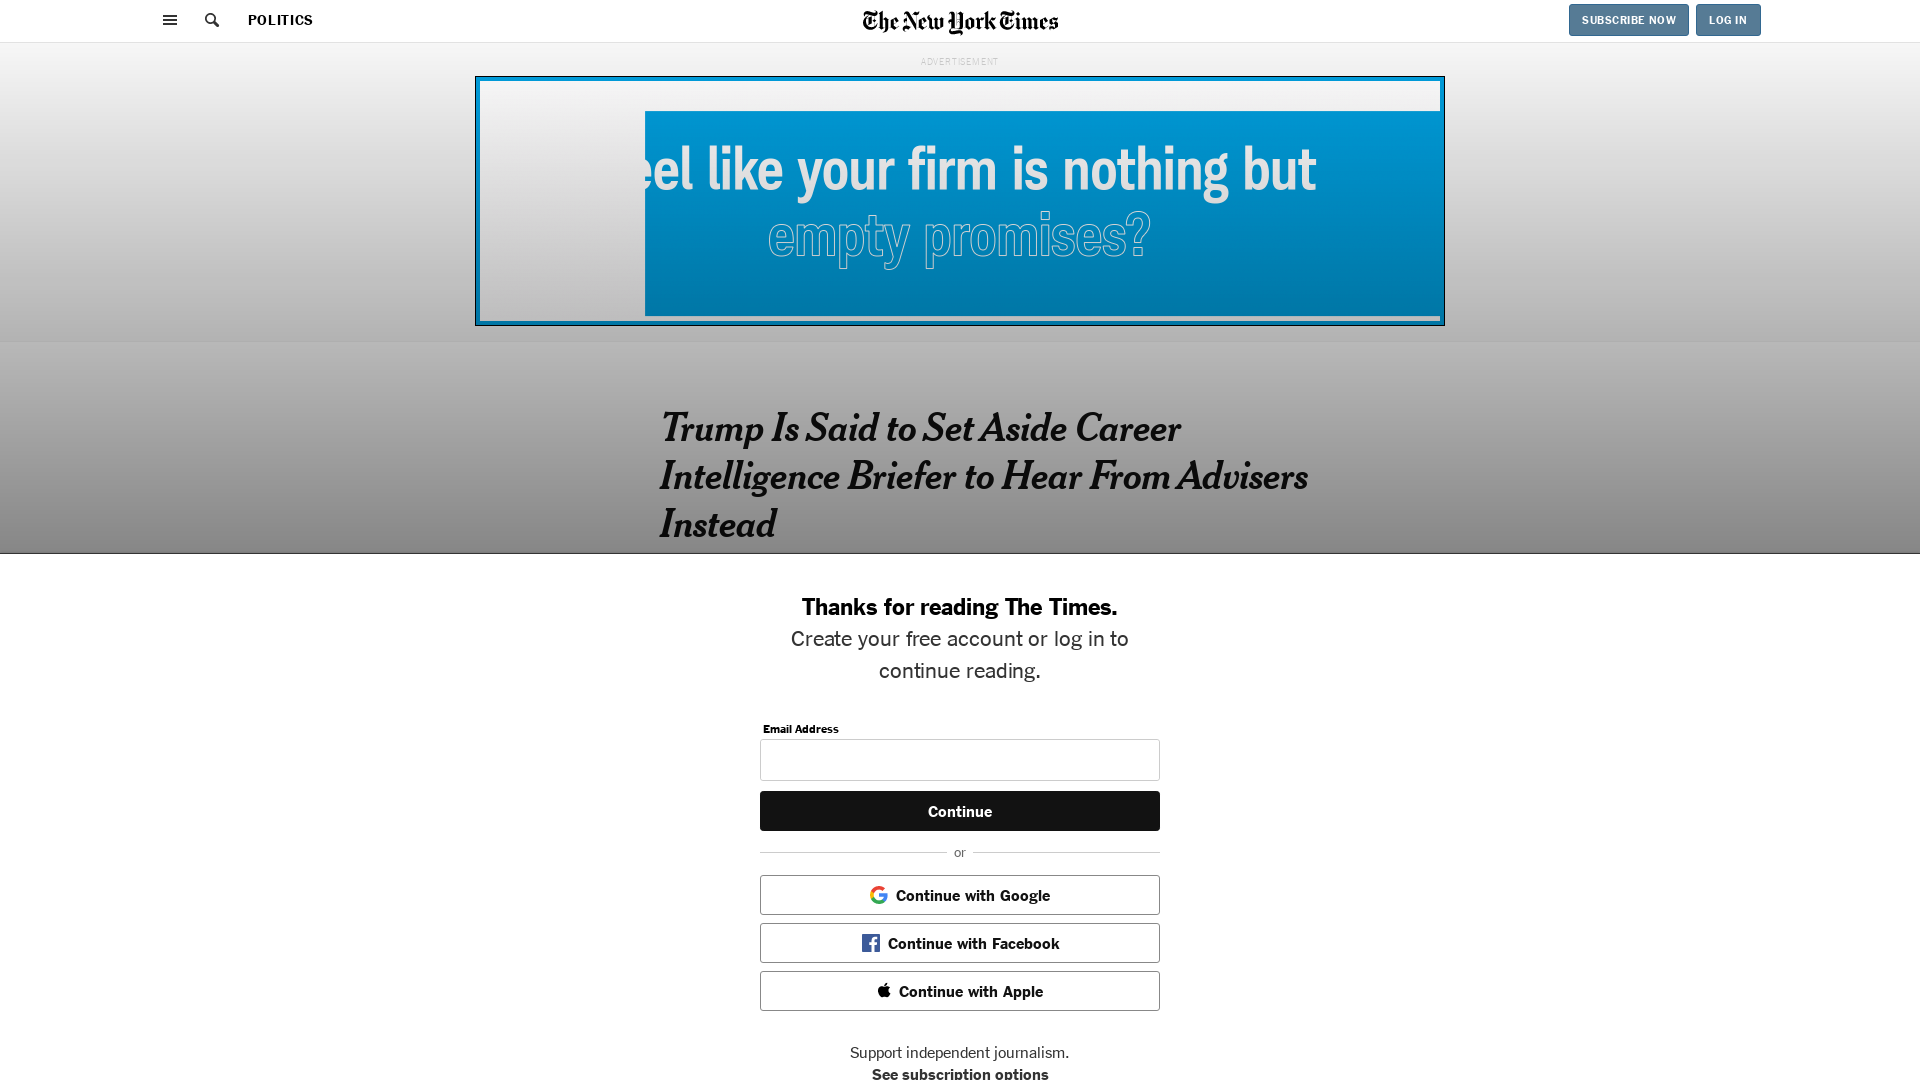 POLITICS
The New York Times
SUBSCRIBE NOW
LOG IN
ADVERTISEMENT
eel like your firm is nothing but
empty promises?
Trump Is Said to Set Aside Career
Intelligence Briefer to Hear From Advisers
Instead
Thanks for reading The Times.
Create your free account or log in to
continue reading.
Email Address
Continue
or
Continue with Google
Continue with Facebook
Continue with Apple
Support independent journalism.
See subscription options